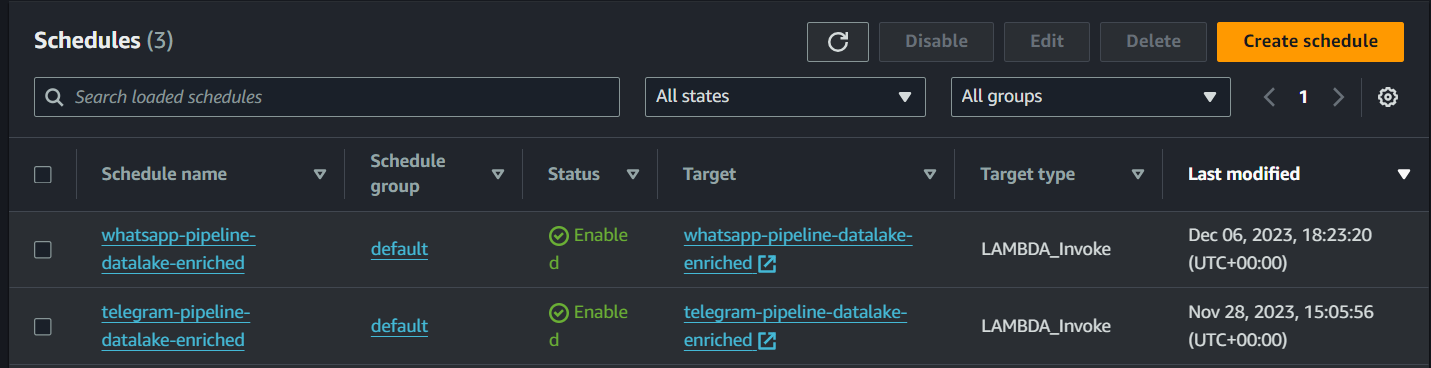 Schedules (3)
Disable
Edit
Delete
Create schedule
Search loaded schedules
All states
All groups
1
Schedule name
Schedule
group
Status
Target
Target type
Last modified
whatsapp-pipeline-
datalake-enriched
default
Enable
d
whatsapp-pipeline-datalake-
enriched
LAMBDA_Invoke
Dec 06, 2023, 18:23:20
(UTC+00:00)
telegram-pipeline-
datalake-enriched
default
Enable
d
telegram-pipeline-datalake-
enriched
LAMBDA_Invoke
Nov 28, 2023, 15:05:56
(UTC+00:00)